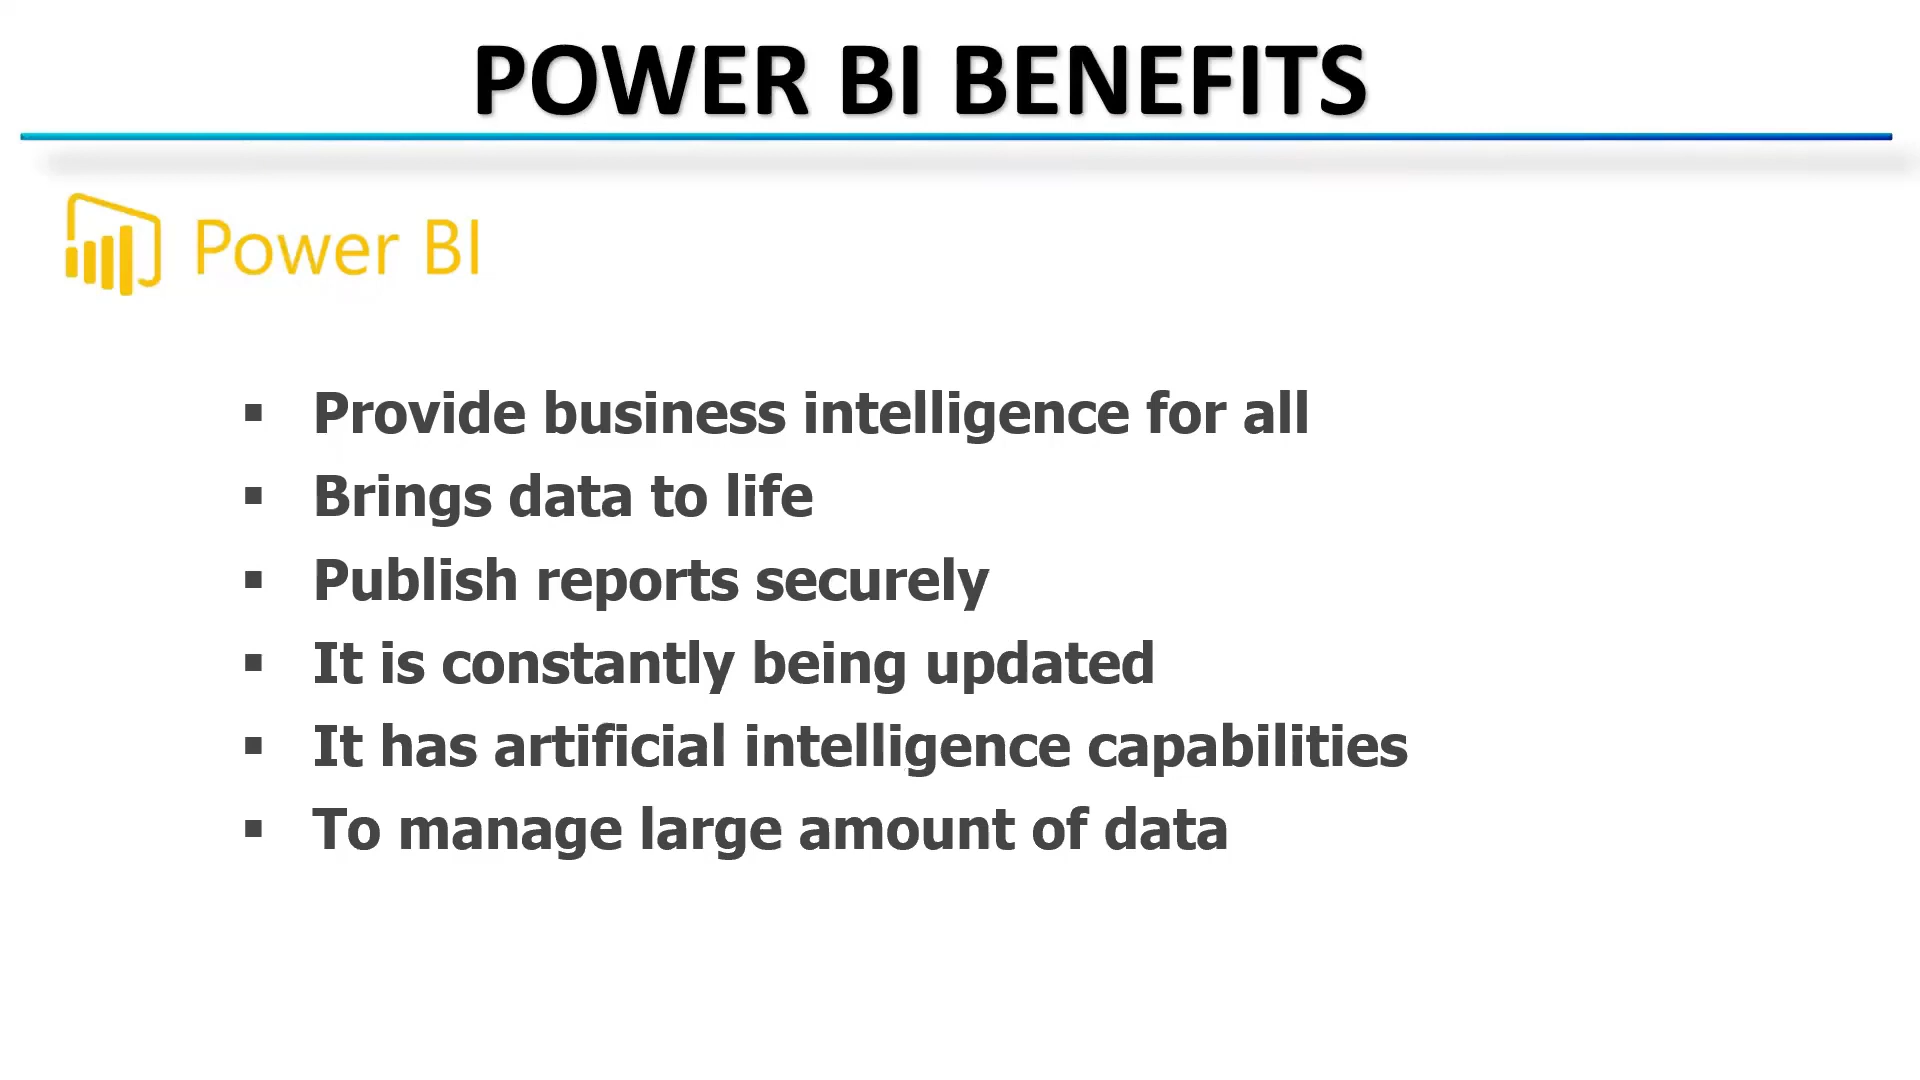 POWER BI BENEFITS
Power BI
▪ Provide business intelligence for all
▪ Brings data to life
▪ Publish reports securely
▪ It is constantly being updated
▪ It has artificial intelligence capabilities
▪ To manage large amount of data